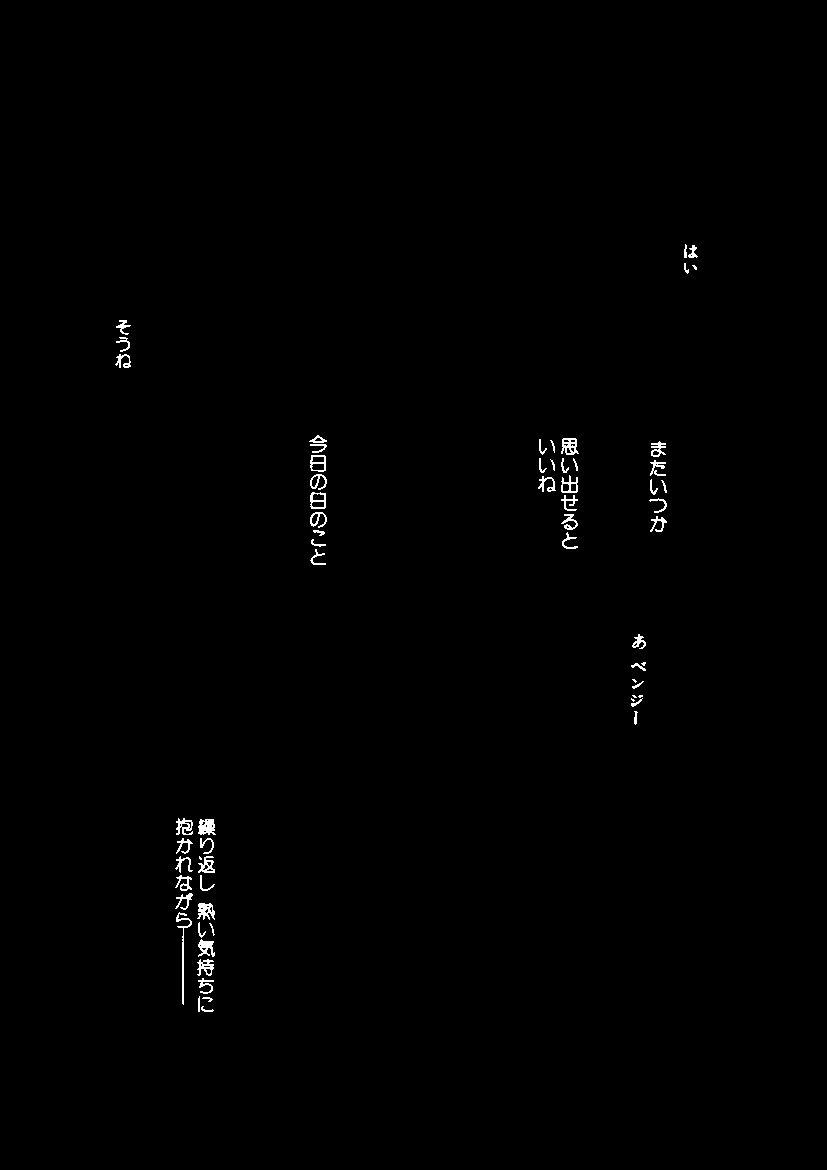 はい
またいつか
思い出せると
いいね
今日の日のこと
そうね
あ ベンジー
繰り返し 熱い気持ちに
抱かれながら――